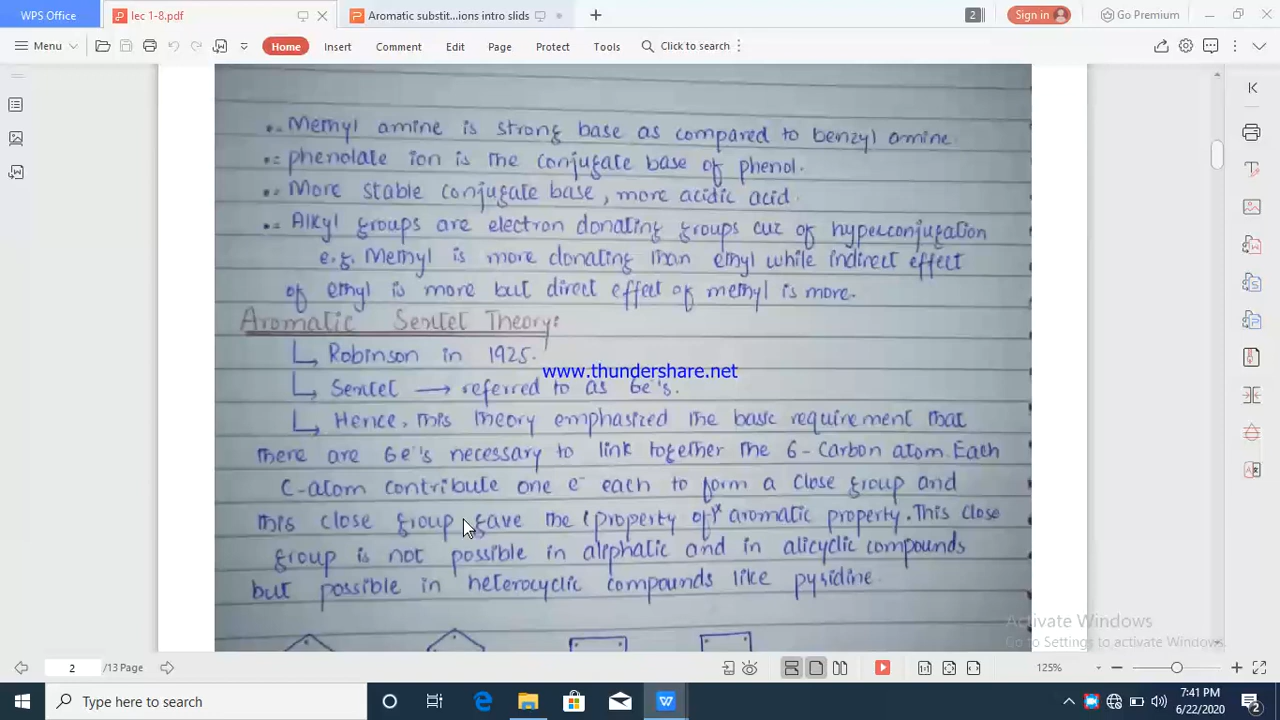 WPS Office
lec 1-8.pdf
Aromatic substit...ions intro slids
2
Sign in
Go Premium
Menu
Home
Insert
Comment
Edit
Page
Protect
Tools
Click to search
Methyl amine is strong base as compared to benzyl amine.
phenolate ion is the conjugate base of phenol.
More stable conjugate base, more acidic acid.
Alkyl groups are electron donating groups cuz of hyperconjugation
e.g. Methyl is more donating than ethyl while indirect effect
of ethyl is more but direct effect of methyl is more.
Aromatic Sextet Theory:
Robinson in 1925.
www.thundershare.net
Sextet → referred to as 6e's.
Hence, this theory emphasized the basic requirement that
there are 6e's necessary to link together the 6-Carbon atom. Each
C-atom contribute one e⁻ each to form a close group and
this close group gave the (property of)* aromatic property. This close
group is not possible in aliphatic and in alicyclic compounds
but possible in heterocyclic compounds like pyridine
Activate Windows
Go to Settings to activate Windows.
2
/13 Page
125%
Type here to search
7:41 PM
6/22/2020
2